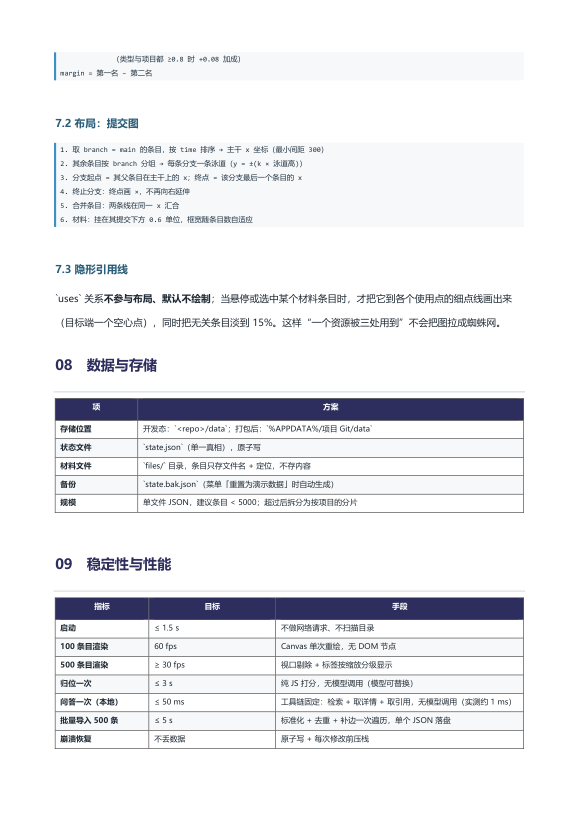 (类型与项目都 ≥0.8 时 +0.08 加成)
margin = 第一名 − 第二名
7.2 布局：提交图
1. 取 branch = main 的条目，按 time 排序 → 主干 x 坐标（最小间距 300）
2. 其余条目按 branch 分组 → 每条分支一条泳道（y = ±(k × 泳道高)）
3. 分支起点 = 其父条目在主干上的 x；终点 = 该分支最后一个条目的 x
4. 终止分支：终点画 ×，不再向右延伸
5. 合并条目：两条线在同一 x 汇合
6. 材料：挂在其提交下方 0.6 单位，框宽随条目数自适应
7.3 隐形引用线
`uses` 关系不参与布局、默认不绘制；当悬停或选中某个材料条目时，才把它到各个使用点的细点线画出来
（目标端一个空心点），同时把无关条目淡到 15%。这样“一个资源被三处用到”不会把图拉成蜘蛛网。
08 数据与存储
项 方案
存储位置 开发态：`<repo>/data`；打包后：`%APPDATA%/项目 Git/data`
状态文件 `state.json`（单一真相），原子写
材料文件 `files/` 目录，条目只存文件名 + 定位，不存内容
备份 `state.bak.json`（菜单「重置为演示数据」时自动生成）
规模 单文件 JSON，建议条目 < 5000；超过后拆分为按项目的分片
09 稳定性与性能
指标 目标 手段
启动 ≤ 1.5 s 不做网络请求、不扫描目录
100 条目渲染 60 fps Canvas 单次重绘，无 DOM 节点
500 条目渲染 ≥ 30 fps 视口剔除 + 标签按缩放分级显示
归位一次 ≤ 3 s 纯 JS 打分，无模型调用（模型可替换）
问答一次（本地） ≤ 50 ms 工具链固定：检索 + 取详情 + 取引用，无模型调用（实测约 1 ms）
批量导入 500 条 ≤ 5 s 标准化 + 去重 + 补边一次遍历，单个 JSON 落盘
崩溃恢复 不丢数据 原子写 + 每次修改前压栈